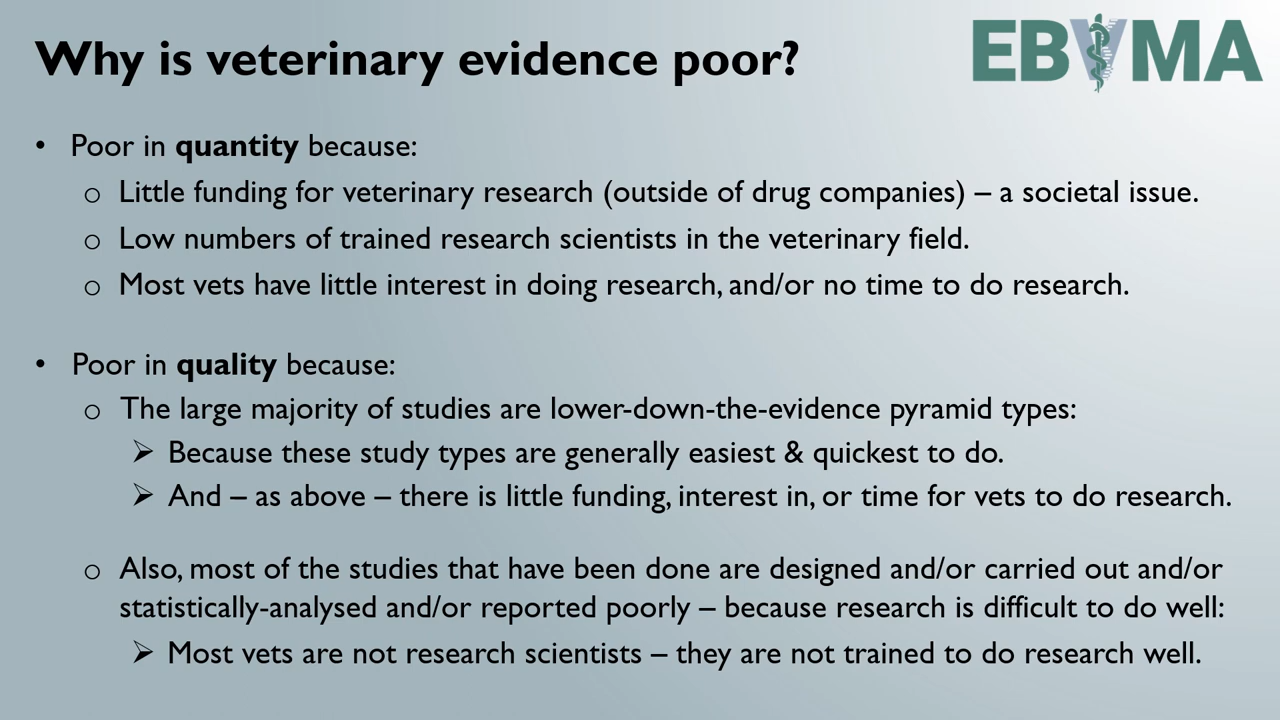 Why is veterinary evidence poor?
EBVMA
• Poor in quantity because:
o Little funding for veterinary research (outside of drug companies) – a societal issue.
o Low numbers of trained research scientists in the veterinary field.
o Most vets have little interest in doing research, and/or no time to do research.
• Poor in quality because:
o The large majority of studies are lower-down-the-evidence pyramid types:
➢ Because these study types are generally easiest & quickest to do.
➢ And – as above – there is little funding, interest in, or time for vets to do research.
o Also, most of the studies that have been done are designed and/or carried out and/or
statistically-analysed and/or reported poorly – because research is difficult to do well:
➢ Most vets are not research scientists – they are not trained to do research well.